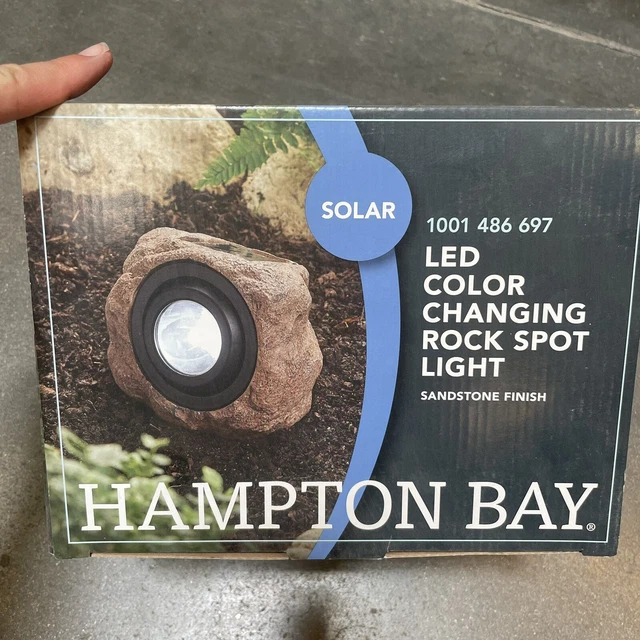 SOLAR
1001 486 697
LED
COLOR
CHANGING
ROCK SPOT
LIGHT
SANDSTONE FINISH
HAMPTON BAY®